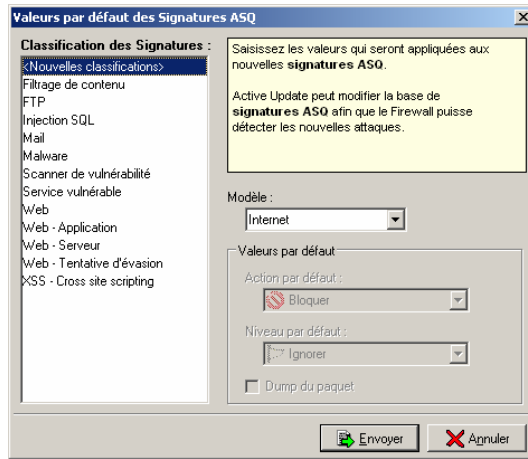 Valeurs par défaut des Signatures ASQ
Classification des Signatures :
<Nouvelles classifications>
Filtrage de contenu
FTP
Injection SQL
Mail
Malware
Scanner de vulnérabilité
Service vulnérable
Web
Web - Application
Web - Serveur
Web - Tentative d'évasion
XSS - Cross site scripting
Saisissez les valeurs qui seront appliquées aux
nouvelles signatures ASQ.
Active Update peut modifier la base de
signatures ASQ afin que le Firewall puisse
détecter les nouvelles attaques.
Modèle :
Internet
Valeurs par défaut
Action par défaut :
Bloquer
Niveau par défaut :
Ignorer
Dump du paquet
Envoyer
Annuler